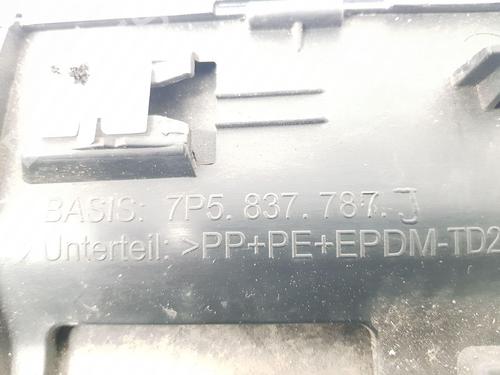 BASIS: 7P5.837.787.J
Unterteil: >PP+PE+EPDM-TD2